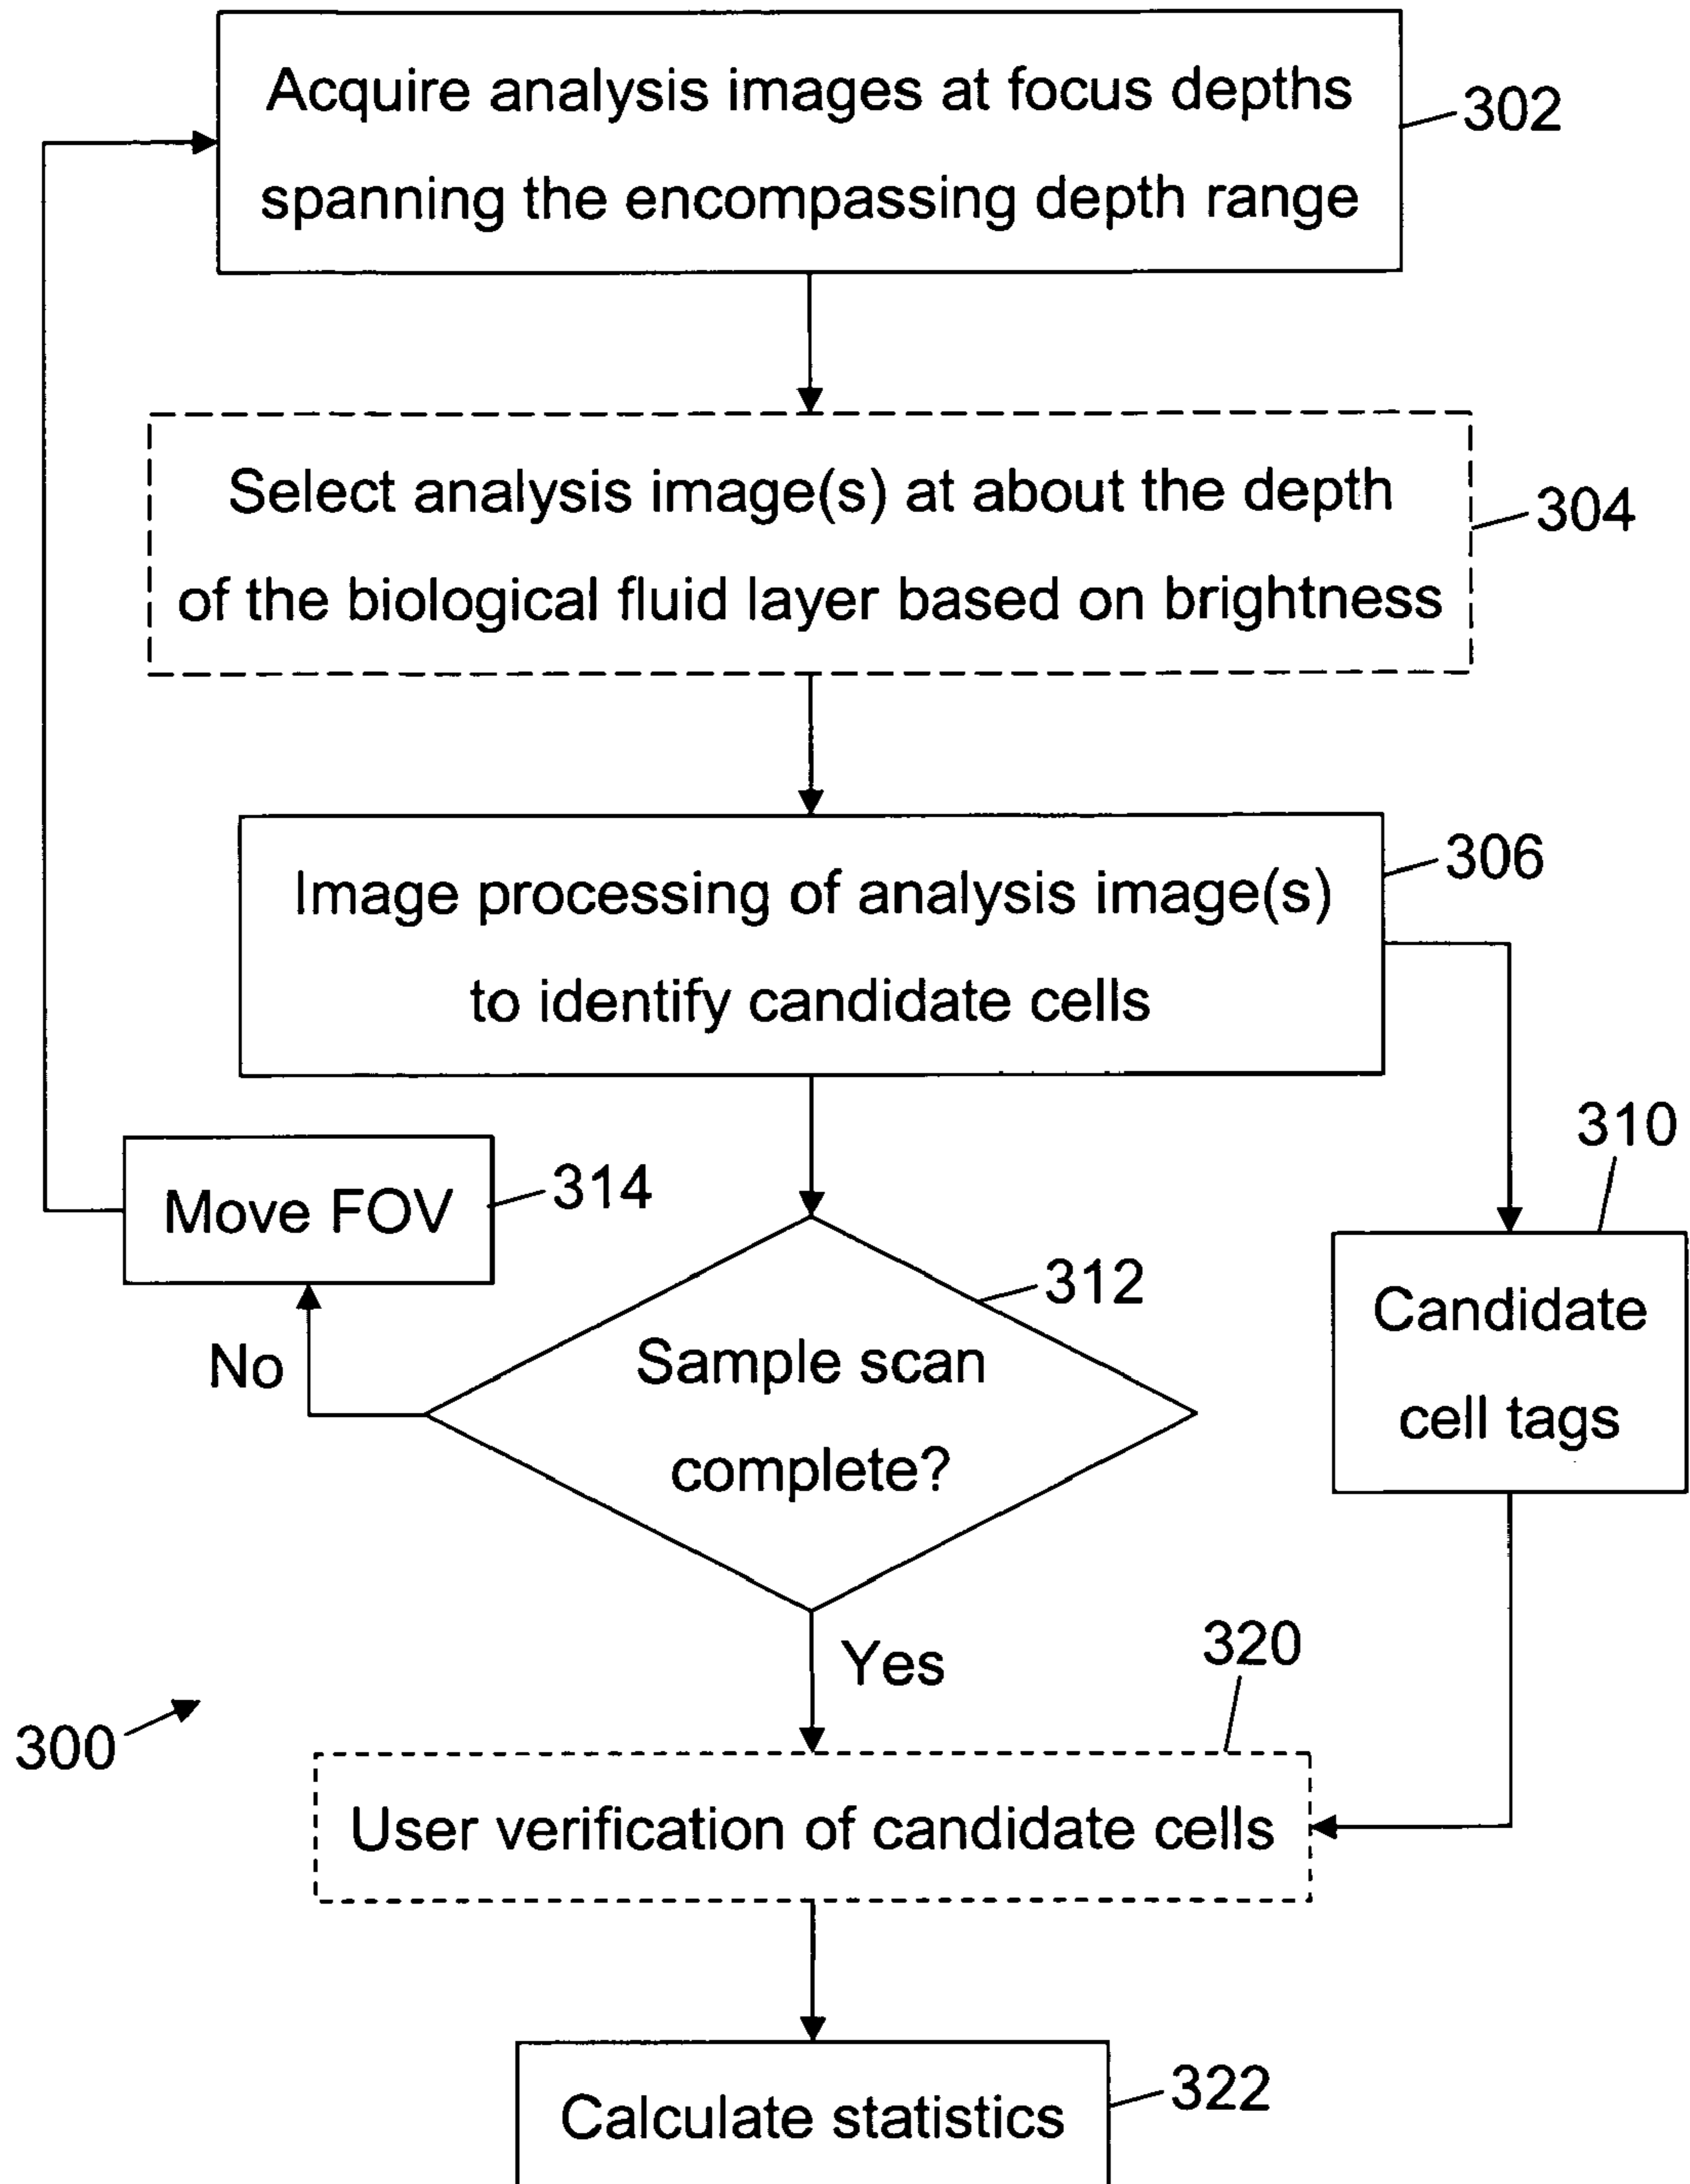 Acquire analysis images at focus depths
spanning the encompassing depth range
302
Select analysis image(s) at about the depth
of the biological fluid layer based on brightness
304
Image processing of analysis image(s)
to identify candidate cells
306
310
Move FOV
314
312
Candidate
cell tags
No
Sample scan
complete?
Yes
320
300
User verification of candidate cells
322
Calculate statistics